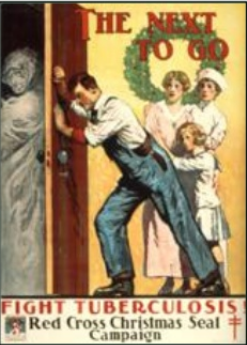 THE NEXT
TO GO
FIGHT TUBERCULOSIS
Red Cross Christmas Seal
Campaign